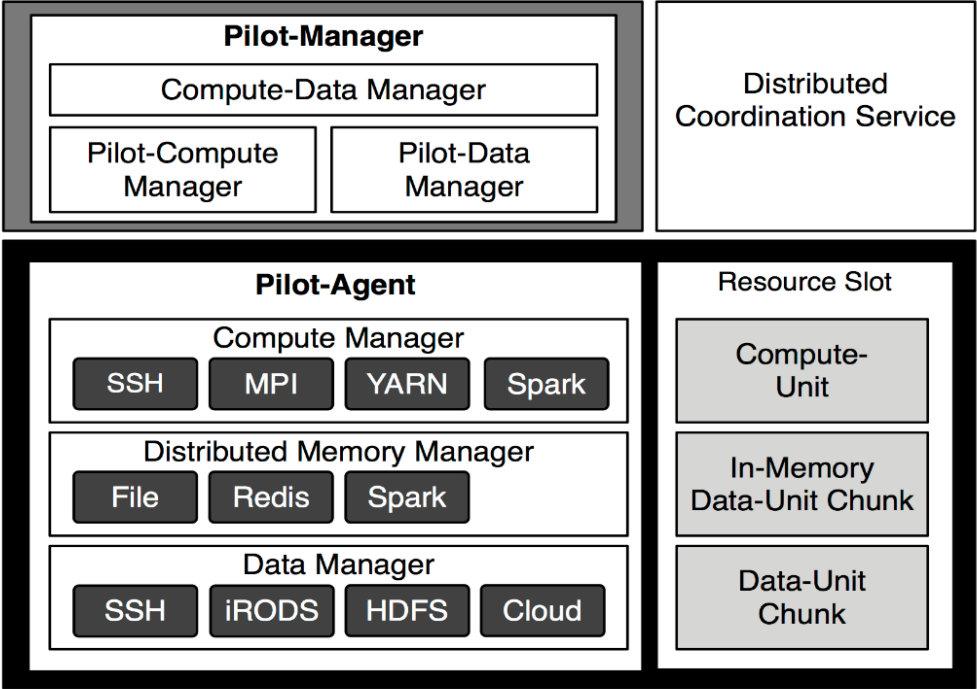 Pilot-Manager
Compute-Data Manager
Pilot-Compute
Manager
Pilot-Data
Manager
Distributed
Coordination Service
Pilot-Agent
Compute Manager
SSH MPI YARN Spark
Distributed Memory Manager
File Redis Spark
Data Manager
SSH iRODS HDFS Cloud
Resource Slot
Compute-
Unit
In-Memory
Data-Unit Chunk
Data-Unit
Chunk